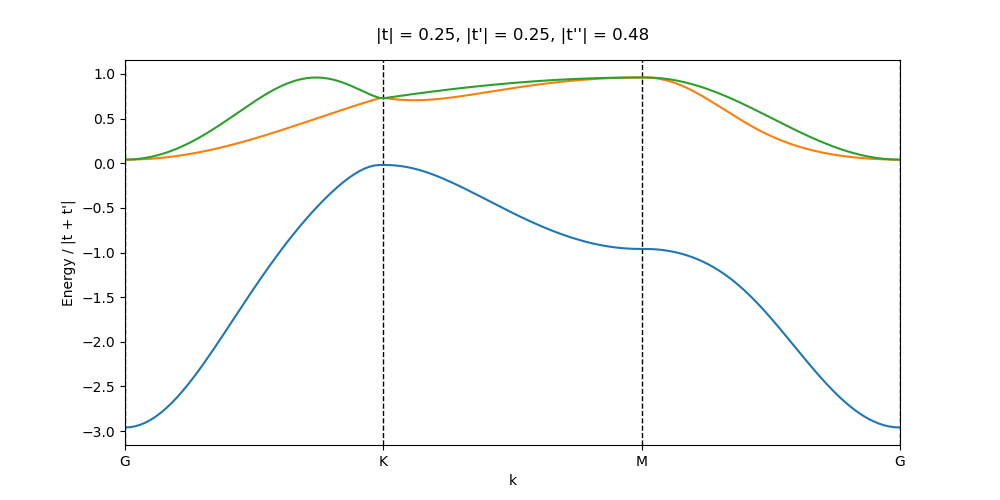 |t| = 0.25, |t'| = 0.25, |t''| = 0.48
1.0
0.5
0.0
−0.5
−1.0
−1.5
−2.0
−2.5
−3.0
Energy / |t + t'|
G K M G
k